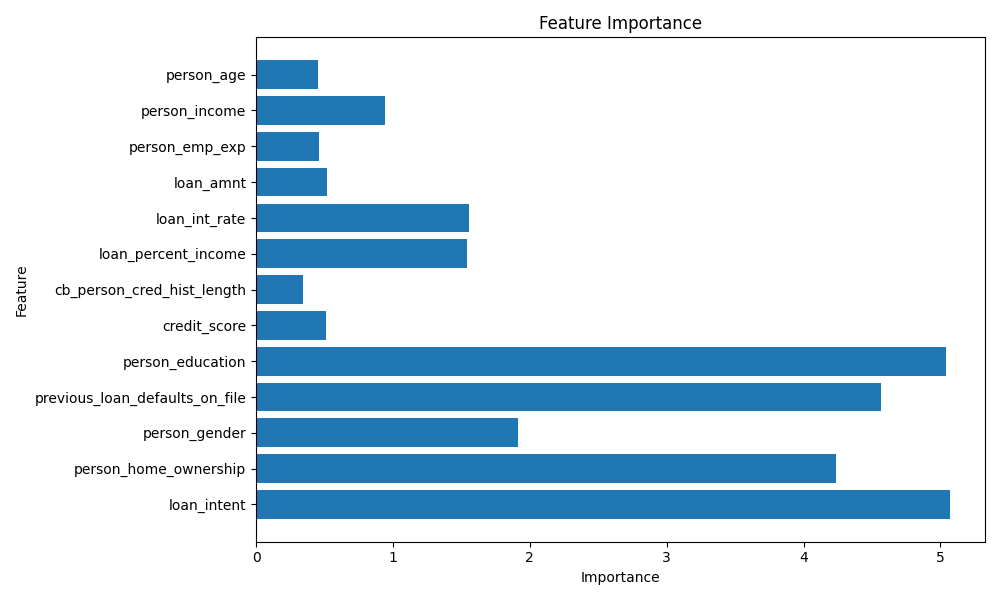 Feature Importance
person_age
person_income
person_emp_exp
loan_amnt
loan_int_rate
loan_percent_income
cb_person_cred_hist_length
credit_score
person_education
previous_loan_defaults_on_file
person_gender
person_home_ownership
loan_intent
Feature
0 1 2 3 4 5
Importance